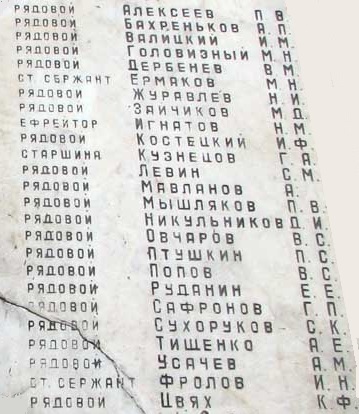 РЯДОВОЙ АЛЕКСЕЕВ П. В.
РЯДОВОЙ БАХРЕНЬКОВ А. П.
РЯДОВОЙ ВАЛИЦКИЙ И. М.
РЯДОВОЙ ГОЛОВИЗНЫЙ М. Н.
РЯДОВОЙ ДЕРБЕНЕВ В. М.
СТ. СЕРЖАНТ ЕРМАКОВ М. Н.
РЯДОВОЙ ЖУРАВЛЕВ Н. И.
РЯДОВОЙ ЗАИЧИКОВ М. Д.
ЕФРЕЙТОР ИГНАТОВ Н. М.
РЯДОВОЙ КОСТЕЦКИЙ И. Ф.
СТАРШИНА КУЗНЕЦОВ Г. А.
РЯДОВОЙ ЛЕВИН С. М.
РЯДОВОЙ МАВЛЯНОВ А.
РЯДОВОЙ МЫШЛЯКОВ П. В.
РЯДОВОЙ НИКУЛЬНИКОВ Д. И.
РЯДОВОЙ ОВЧАРОВ В. С.
РЯДОВОЙ ПТУШКИН П. С.
РЯДОВОЙ ПОПОВ В. С.
РЯДОВОЙ РУДАНИН Е. Е.
РЯДОВОЙ САФРОНОВ Г. П.
РЯДОВОЙ СУХОРУКОВ С. К.
РЯДОВОЙ ТИЩЕНКО А. Е.
РЯДОВОЙ УСАЧЕВ А. М.
СТ. СЕРЖАНТ ФРОЛОВ И. Н.
РЯДОВОЙ ЦВЯХ К. Ф.